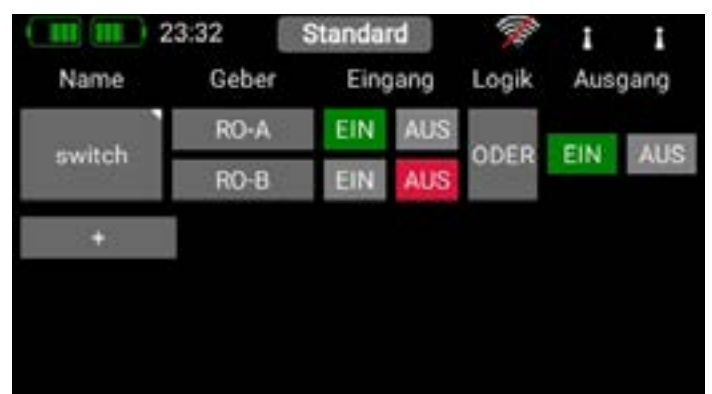 23:32 Standard
Name Geber Eingang Logik Ausgang
switch RO-A EIN AUS ODER EIN AUS
RO-B EIN AUS
+